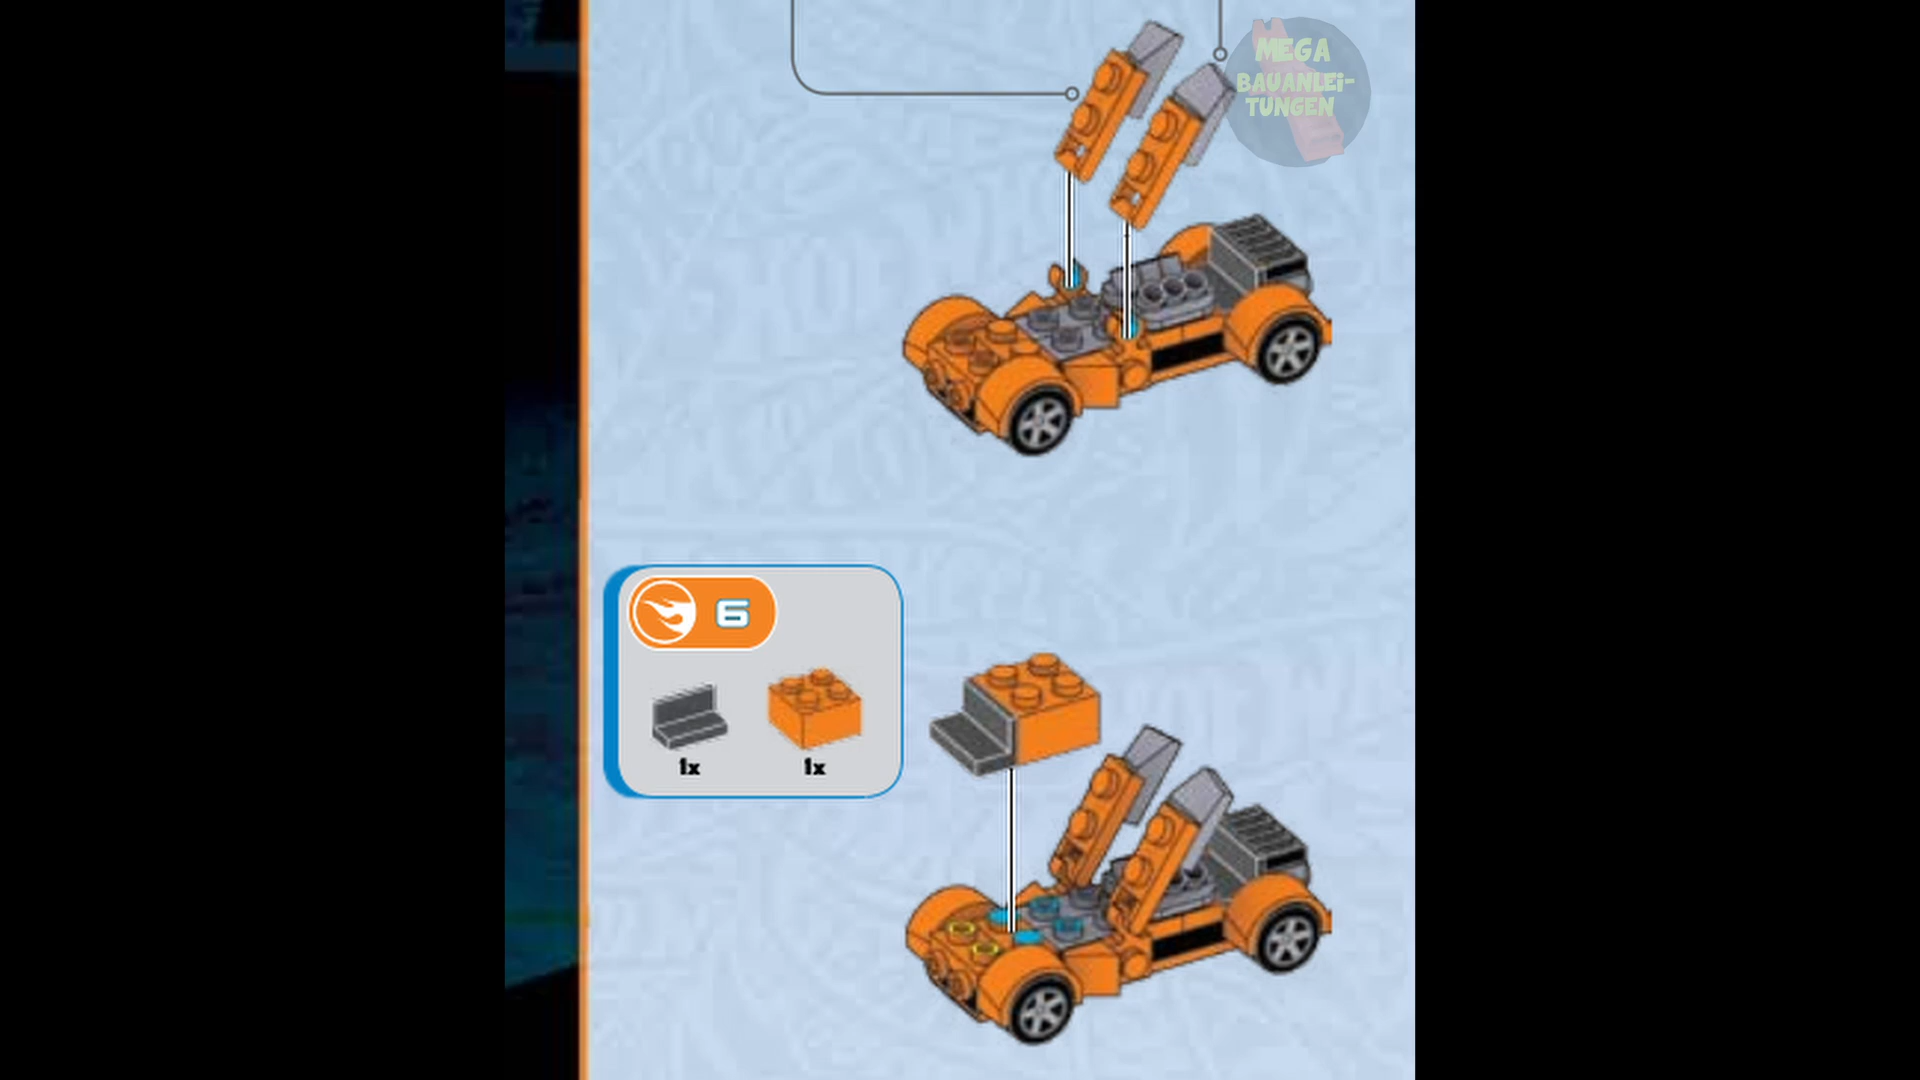 MEGA
BAUANLEi-
TUNGEN
6
1x 1x